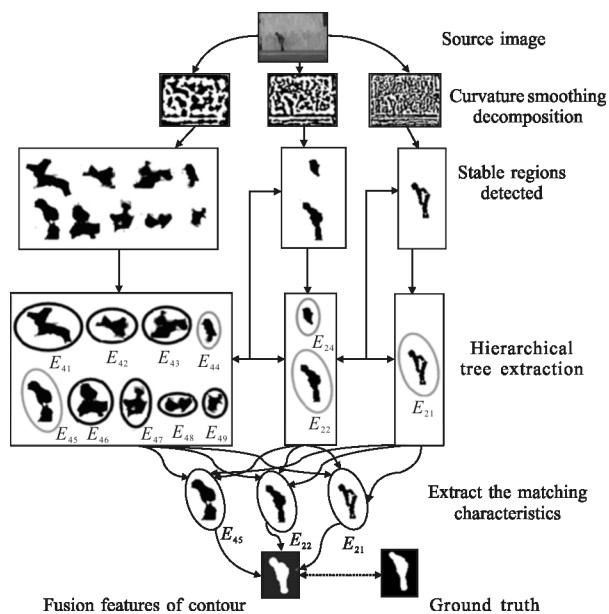 Source image
Curvature smoothing
decomposition
Stable regions
detected
E41
E42
E43
E44
E24
Hierarchical
tree extraction
E45
E46
E47
E48
E49
E22
E21
Extract the matching
characteristics
E45
E22
E21
Fusion features of contour
Ground truth